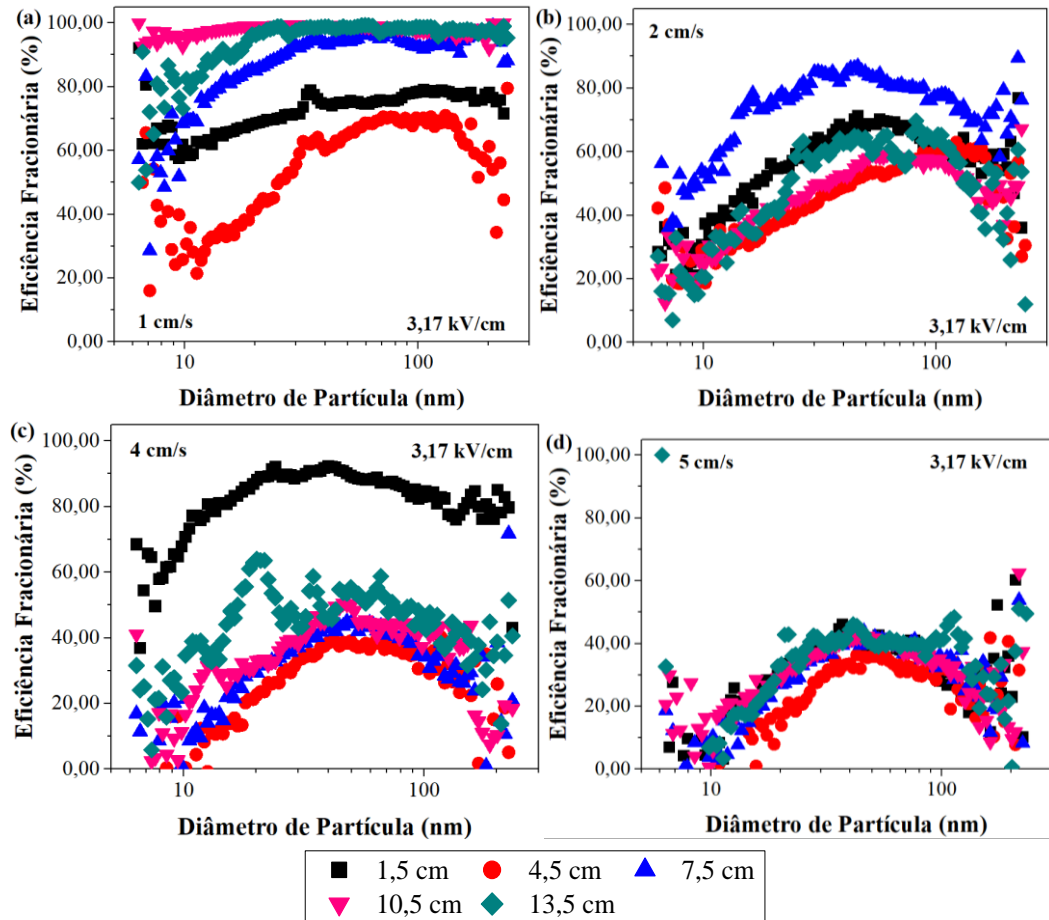 (a)
100,00
80,00
60,00
40,00
20,00
0,00
Eficiência Fracionária (%)
1 cm/s
3,17 kV/cm
10
100
Diâmetro de Partícula (nm)
(b)
100,00
80,00
60,00
40,00
20,00
0,00
Eficiência Fracionária (%)
2 cm/s
3,17 kV/cm
10
100
Diâmetro de Partícula (nm)
(c)
100,00
80,00
60,00
40,00
20,00
0,00
Eficiência Fracionária (%)
4 cm/s
3,17 kV/cm
10
100
Diâmetro de Partícula (nm)
(d)
100,00
80,00
60,00
40,00
20,00
0,00
Eficiência Fracionária (%)
5 cm/s
3,17 kV/cm
10
100
Diâmetro de Partícula (nm)
1,5 cm 4,5 cm 7,5 cm
10,5 cm 13,5 cm